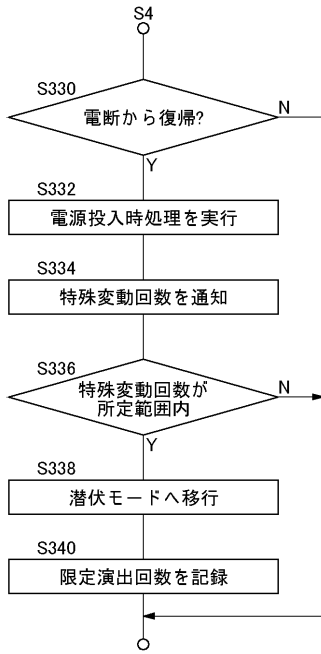 S4
S330
電断から復帰?
N
Y
S332
電源投入時処理を実行
S334
特殊変動回数を通知
S336
特殊変動回数が
所定範囲内
N
Y
S338
潜伏モードへ移行
S340
限定演出回数を記録